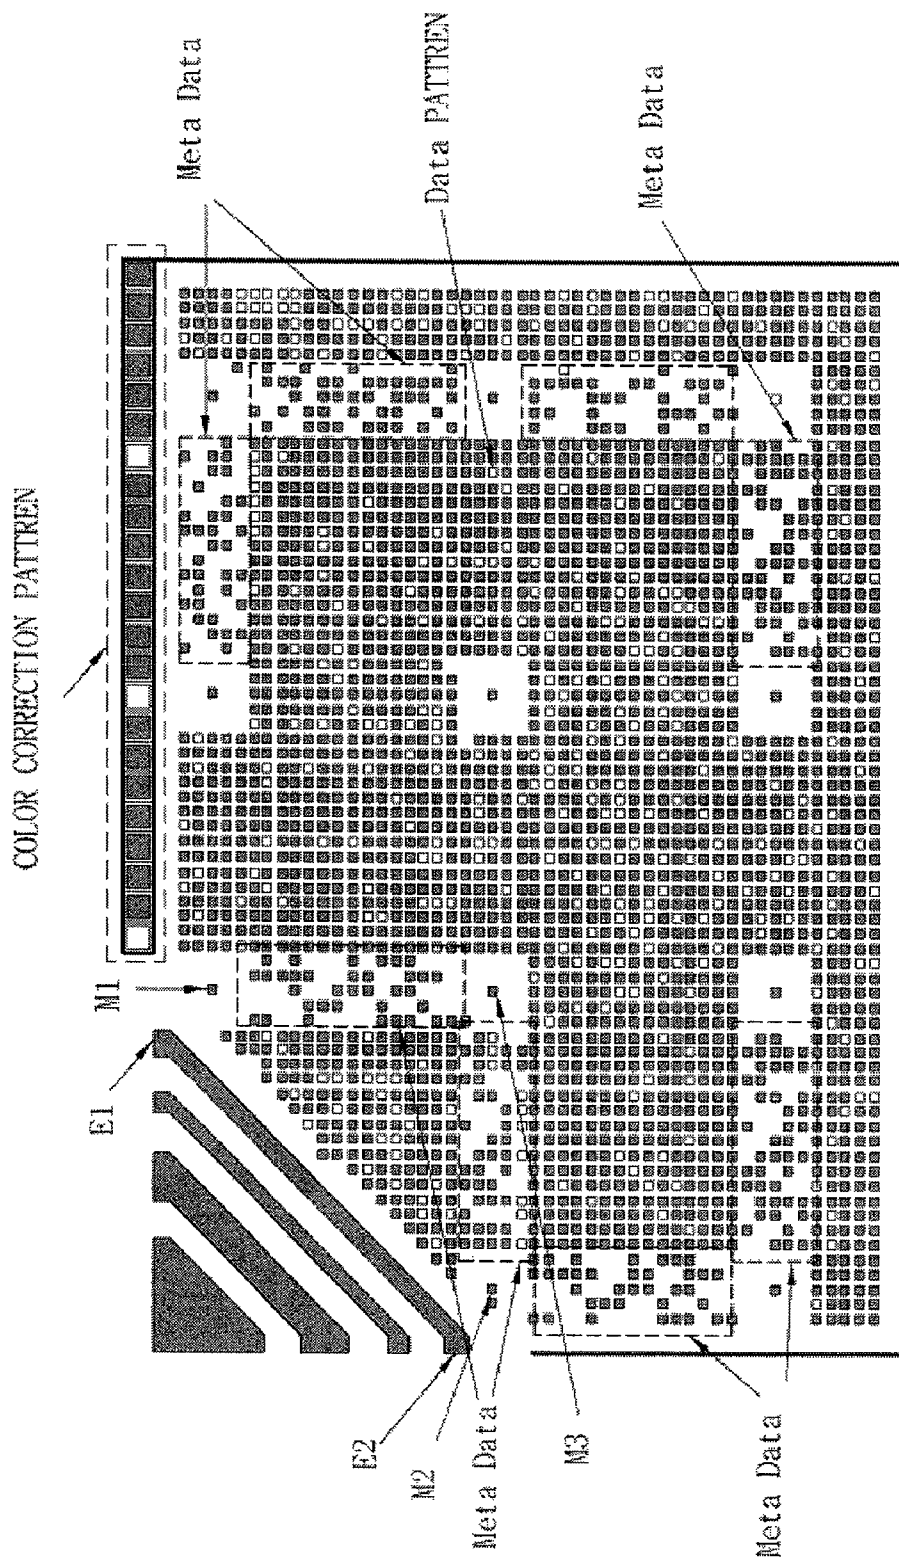 COLOR CORRECTION PATTREN
Meta Data
Data PATTREN
Meta Data
M1
E1
E2
M2
Meta Data
M3
Meta Data